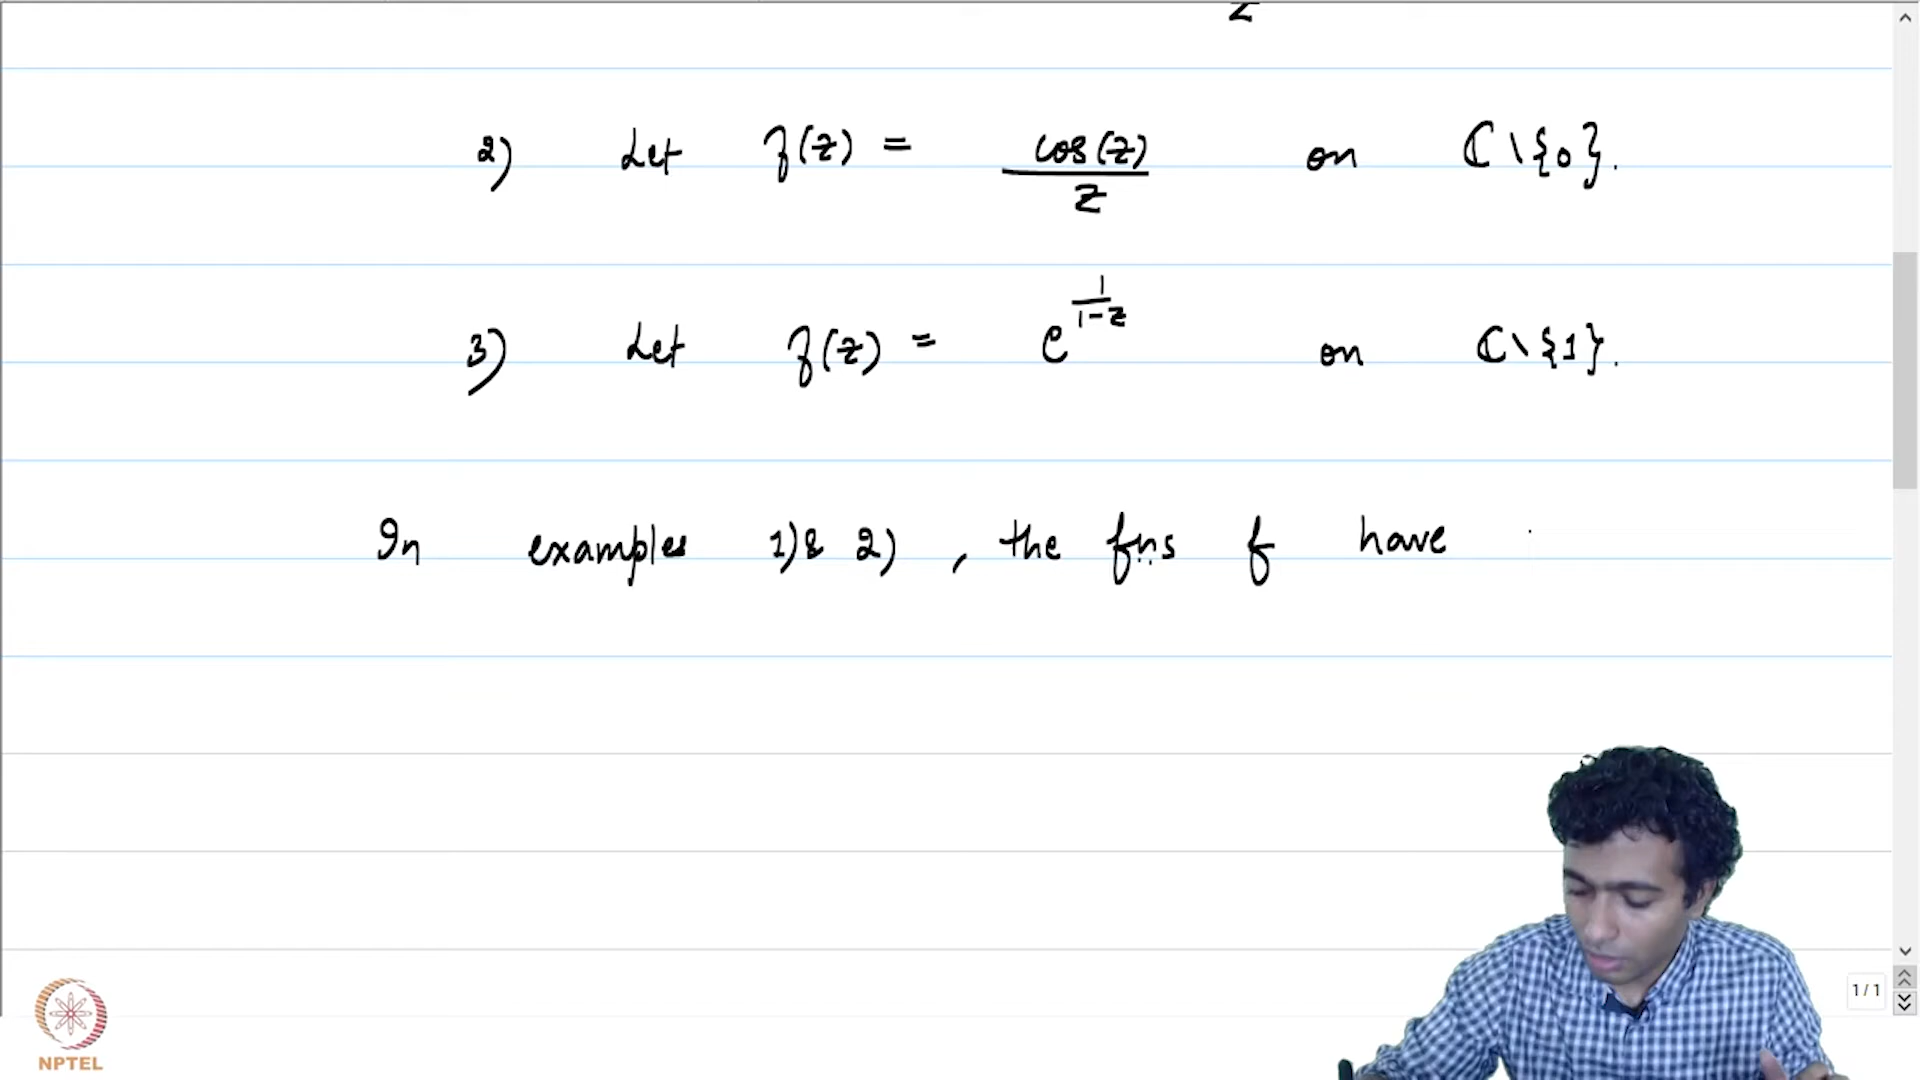 z
2) Let f(z) = cos(z)/z on ℂ\{0}.
3) Let f(z) = e^{1/(1-z)} on ℂ\{1}.
In examples 1) & 2), the fns f have
1 / 1
NPTEL